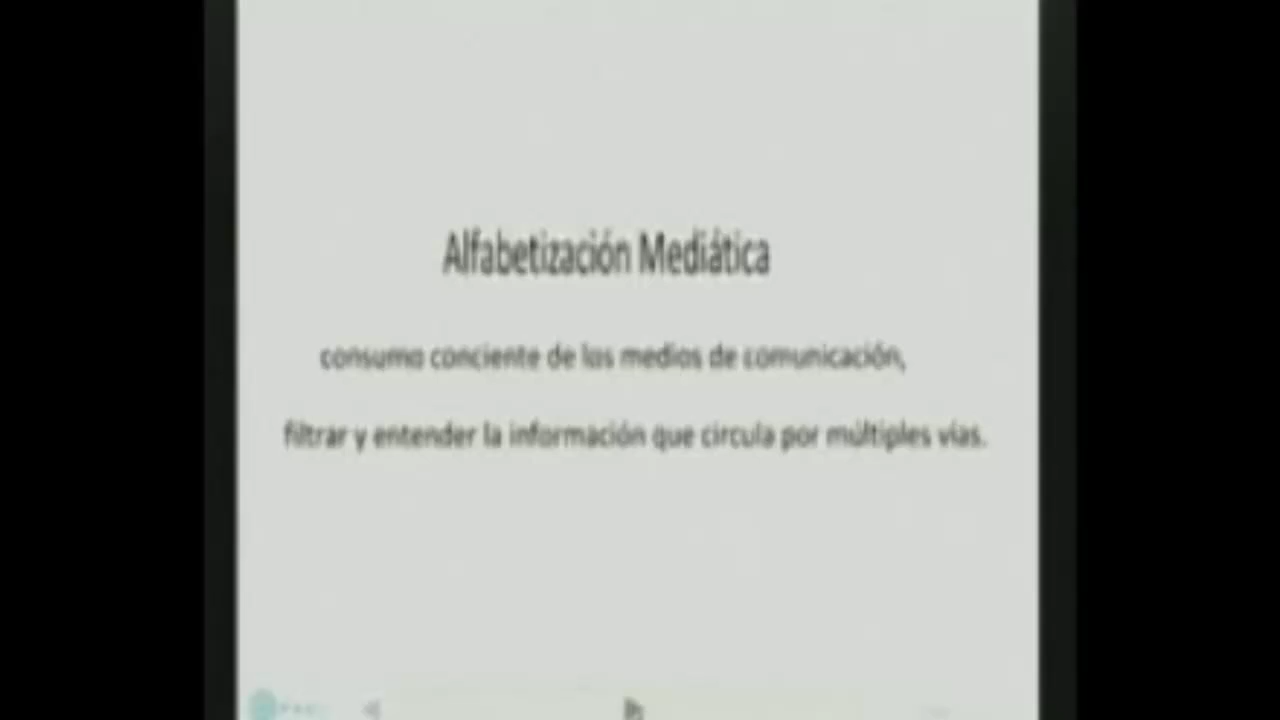 Alfabetización Mediática
consumo conciente de los medios de comunicación,
filtrar y entender la información que circula por múltiples vías.